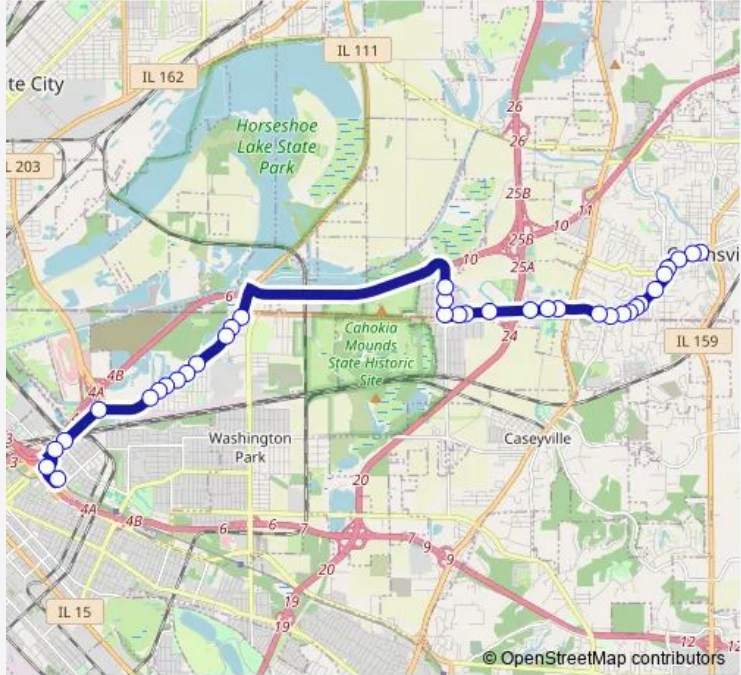 IL 111
IL 162
te City
Horseshoe
Lake State
Park
26
26
L 203
25B
11
10
25B
25A
10
6
Cahokia
Mounds
State Historic
Site
24
IL 159
4B
4A
Washington
Park
Caseyville
3
3
20
4A
4B
6
6
7
7
9
9
20
19
19
IL 15
12
12
© OpenStreetMap contributors